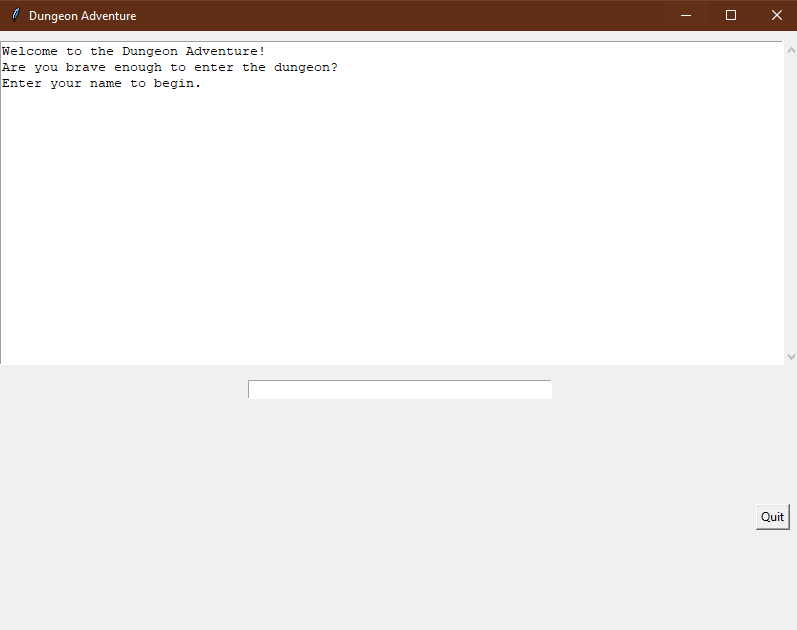 Dungeon Adventure
Welcome to the Dungeon Adventure!
Are you brave enough to enter the dungeon?
Enter your name to begin.
Quit